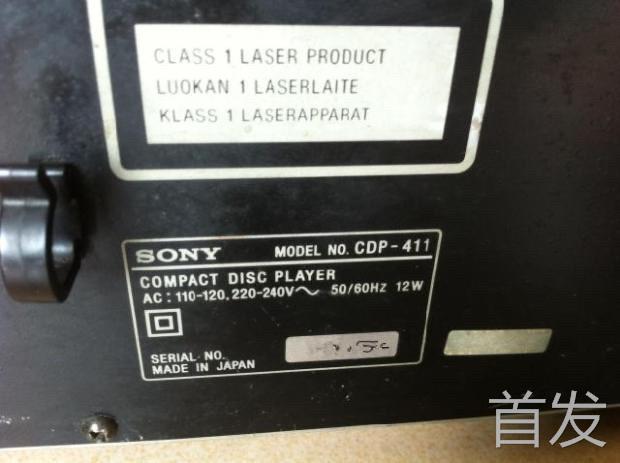 CLASS 1 LASER PRODUCT
LUOKAN 1 LASERLAITE
KLASS 1 LASERAPPARAT
SONY MODEL NO. CDP-411
COMPACT DISC PLAYER
AC: 110-120, 220-240V~ 50/60HZ 12W
SERIAL NO.
MADE IN JAPAN
首发